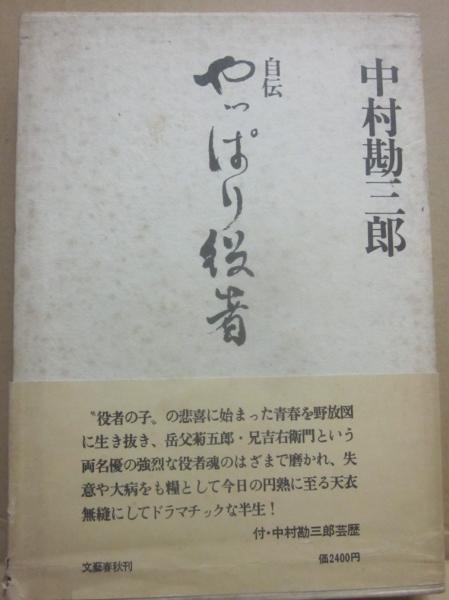 中村勘三郎
自伝
やっぱり役者
〝役者の子〟の悲喜に始まった青春を野放図
に生き抜き、岳父菊五郎・兄吉右衛門という
両名優の強烈な役者魂のはざまで磨かれ、失
意や大病をも糧として今日の円熟に至る天衣
無縫にしてドラマチックな半生！
付・中村勘三郎芸歴
文藝春秋刊
価2400円